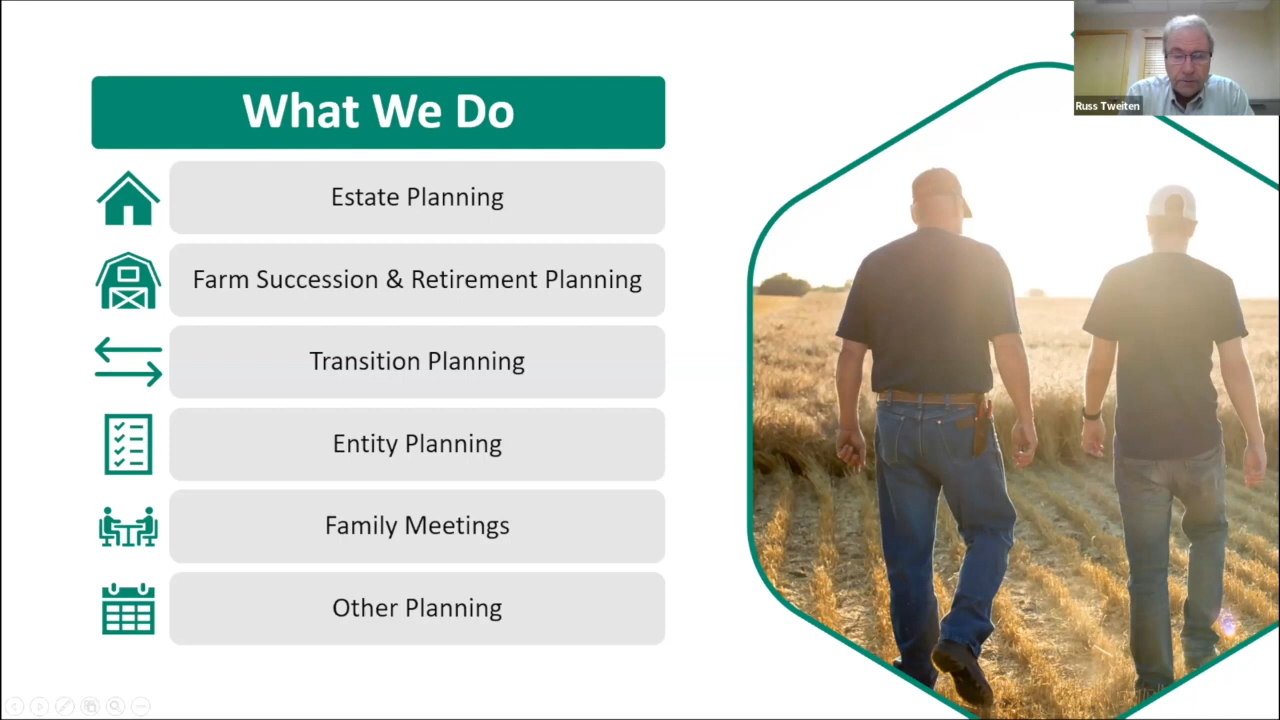 What We Do
Estate Planning
Farm Succession & Retirement Planning
Transition Planning
Entity Planning
Family Meetings
Other Planning
Russ Tweiten